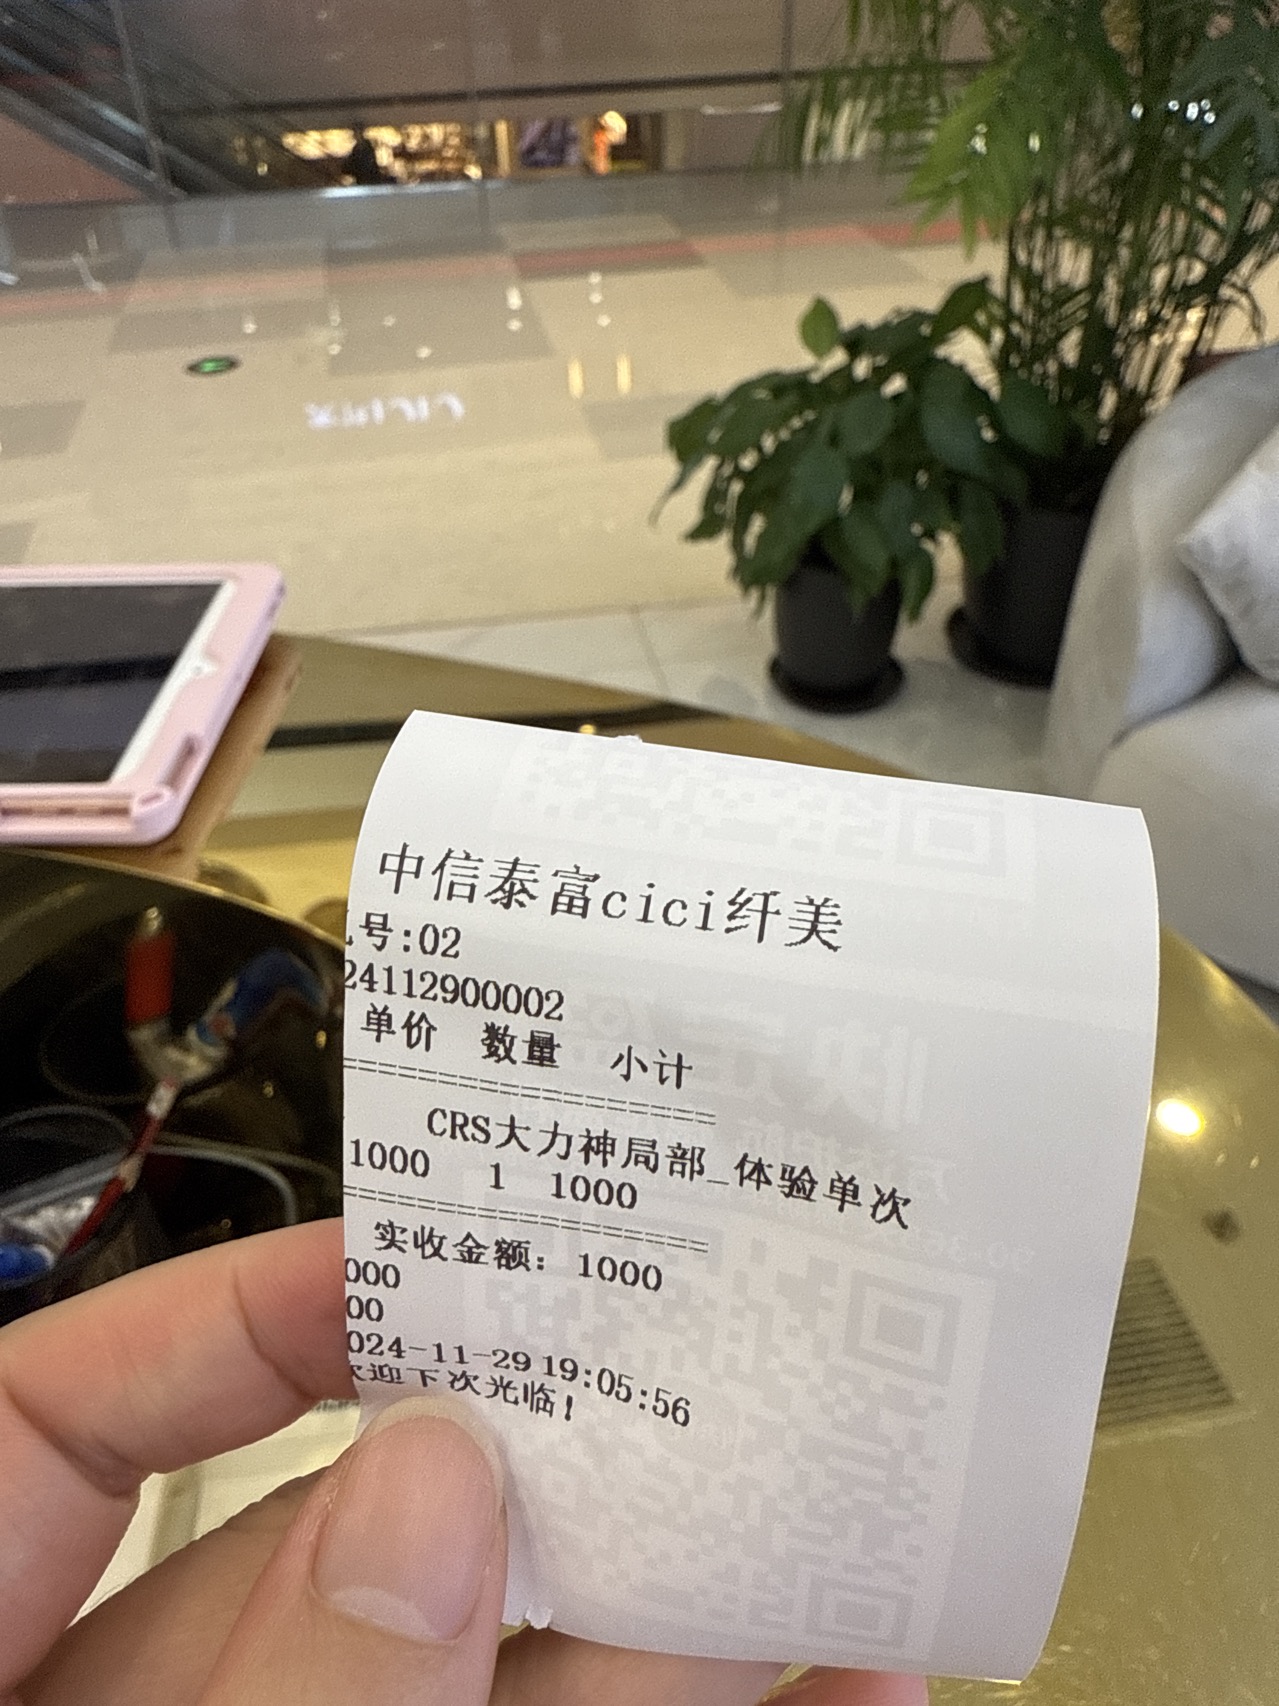 中信泰富cici纤美
号:02
24112900002
单价 数量 小计
===================
CRS大力神局部_体验单次
1000 1 1000
===================
实收金额: 1000
000
00
024-11-29 19:05:56
欢迎下次光临!